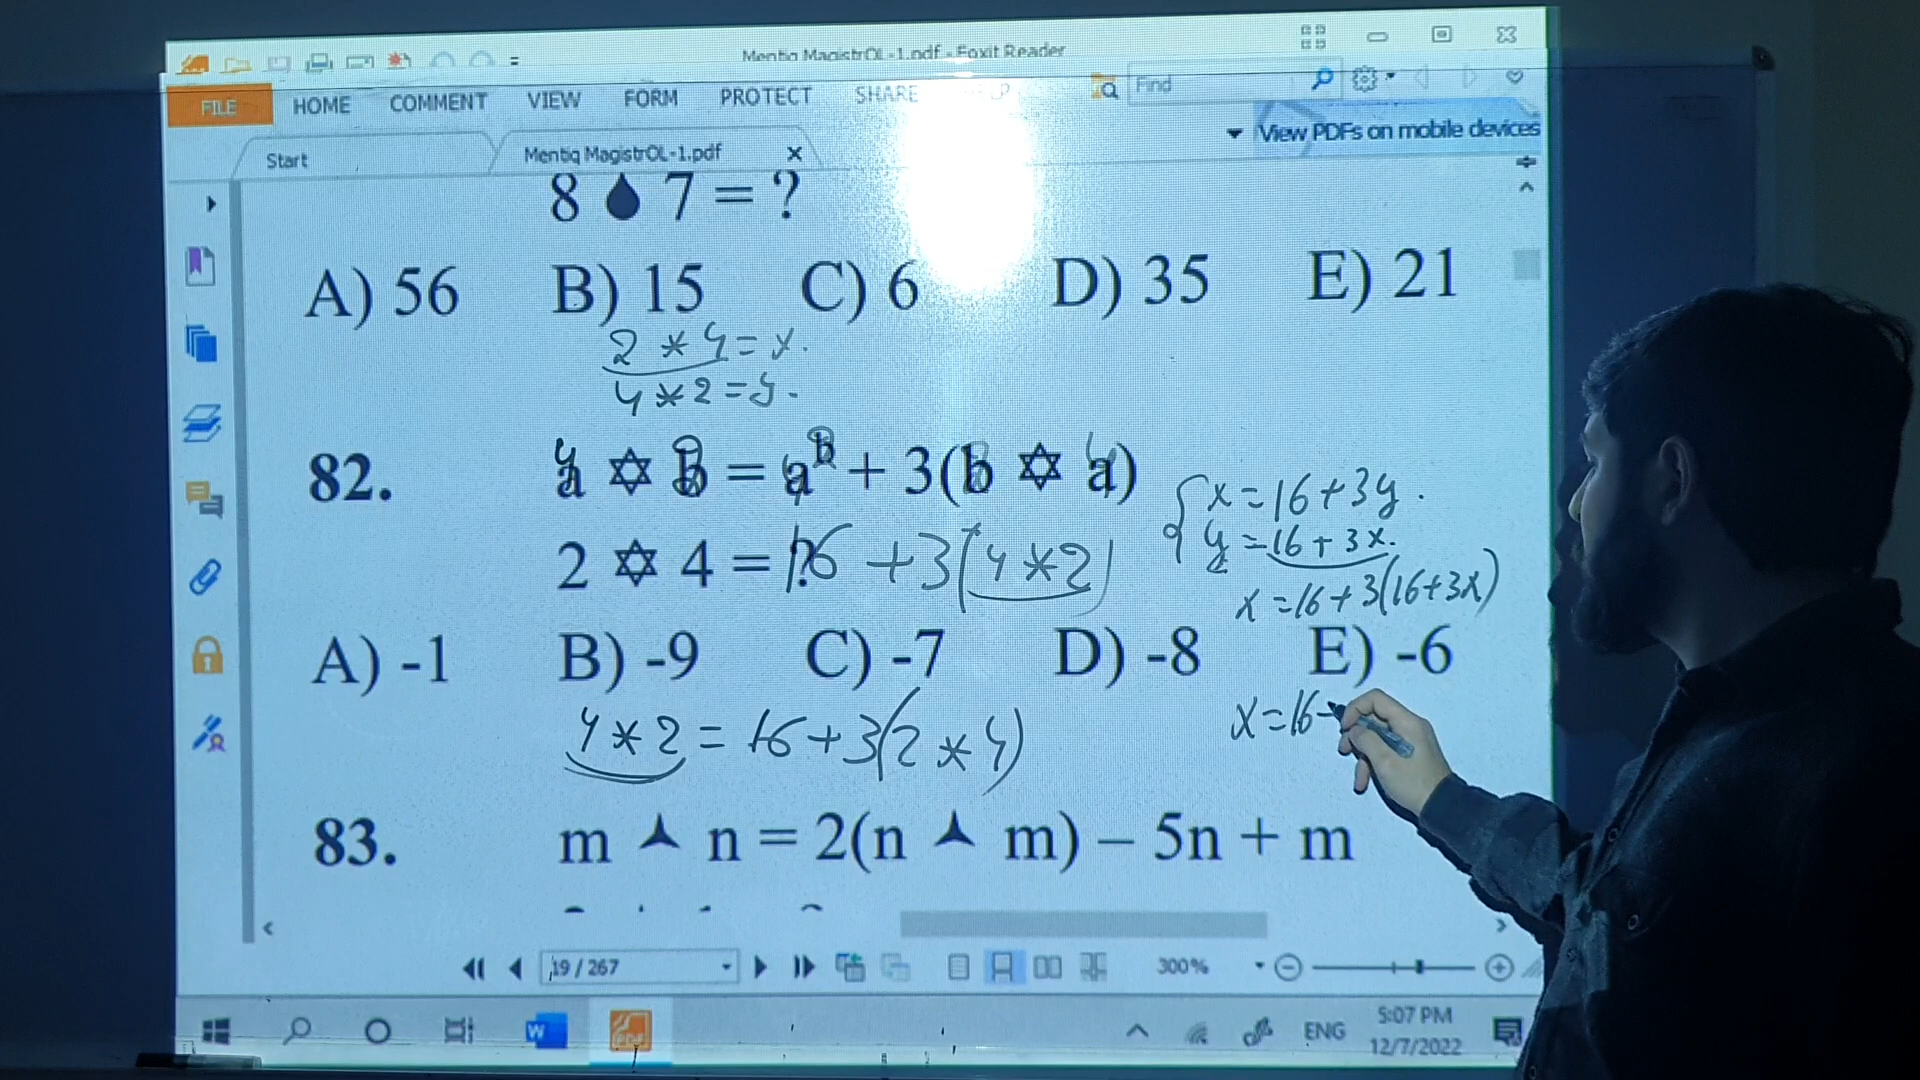 Mentiq MagistrOL-1.pdf - Foxit Reader
FILE HOME COMMENT VIEW FORM PROTECT SHARE
Find
View PDFs on mobile devices
Start
Mentiq MagistrOL-1.pdf
8 💧 7 = ?
A) 56 B) 15 C) 6 D) 35 E) 21
2 * 4 = x.
4 * 2 = y.
82. a ✡ b = a^b + 3(b ✡ a)
{x = 16 + 3y.
y = 16 + 3x.
2 ✡ 4 = ? 16 + 3(4 * 2)
x = 16 + 3(16 + 3x)
A) -1 B) -9 C) -7 D) -8 E) -6
x = 16
4 * 2 = 16 + 3(2 * 4)
83. m ⮝ n = 2(n ⮝ m) – 5n + m
19 / 267
300%
ENG
5:07 PM
12/7/2022